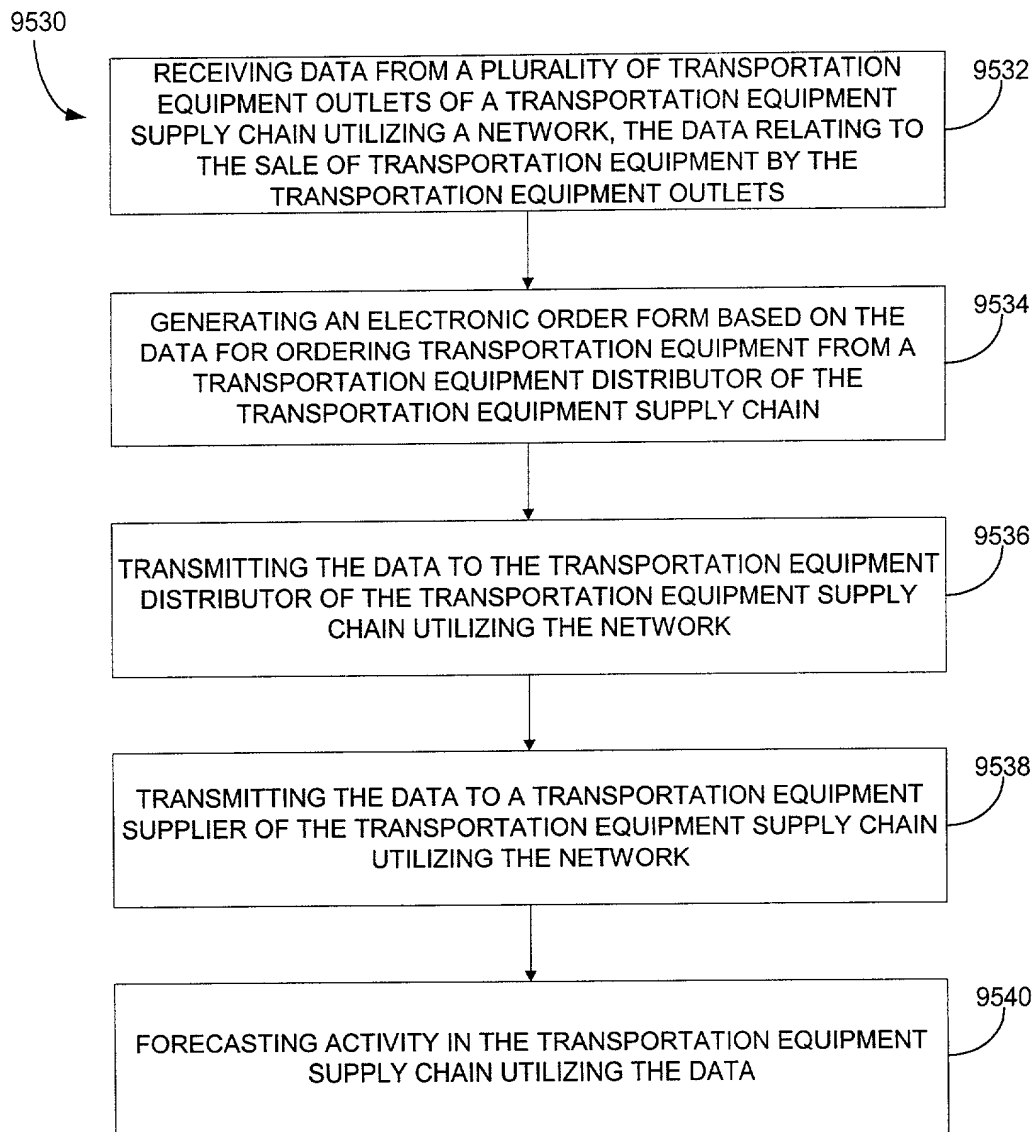 9530
RECEIVING DATA FROM A PLURALITY OF TRANSPORTATION
EQUIPMENT OUTLETS OF A TRANSPORTATION EQUIPMENT
SUPPLY CHAIN UTILIZING A NETWORK, THE DATA RELATING TO
THE SALE OF TRANSPORTATION EQUIPMENT BY THE
TRANSPORTATION EQUIPMENT OUTLETS
9532
GENERATING AN ELECTRONIC ORDER FORM BASED ON THE
DATA FOR ORDERING TRANSPORTATION EQUIPMENT FROM A
TRANSPORTATION EQUIPMENT DISTRIBUTOR OF THE
TRANSPORTATION EQUIPMENT SUPPLY CHAIN
9534
TRANSMITTING THE DATA TO THE TRANSPORTATION EQUIPMENT
DISTRIBUTOR OF THE TRANSPORTATION EQUIPMENT SUPPLY
CHAIN UTILIZING THE NETWORK
9536
TRANSMITTING THE DATA TO A TRANSPORTATION EQUIPMENT
SUPPLIER OF THE TRANSPORTATION EQUIPMENT SUPPLY CHAIN
UTILIZING THE NETWORK
9538
FORECASTING ACTIVITY IN THE TRANSPORTATION EQUIPMENT
SUPPLY CHAIN UTILIZING THE DATA
9540